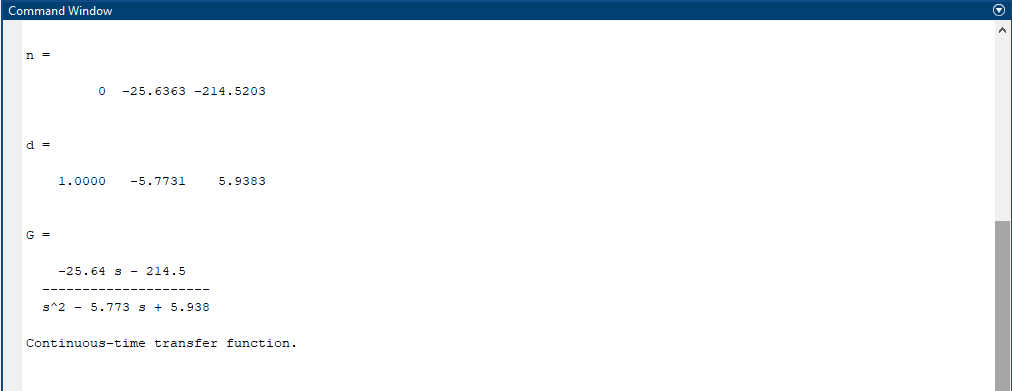 Command Window
n =
0 -25.6363 -214.5203
d =
1.0000 -5.7731 5.9383
G =
-25.64 s - 214.5
---------------------
s^2 - 5.773 s + 5.938
Continuous-time transfer function.